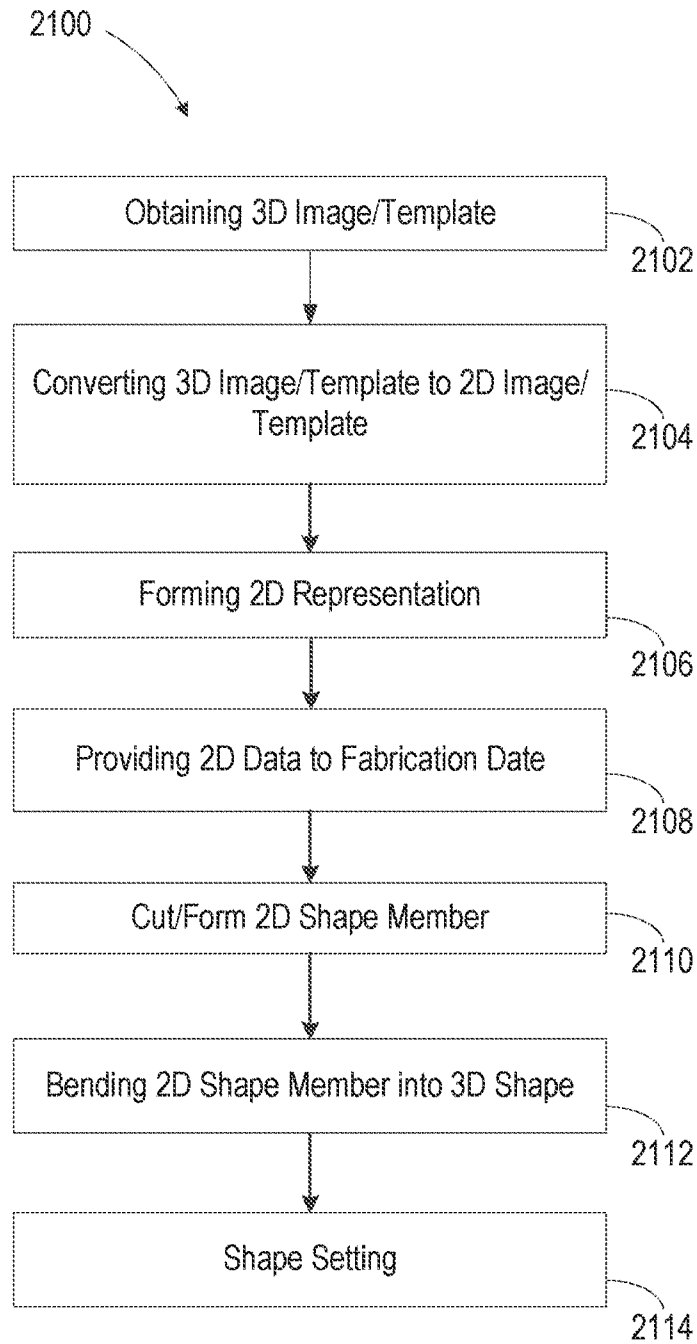 2100
Obtaining 3D Image/Template
2102
Converting 3D Image/Template to 2D Image/
Template
2104
Forming 2D Representation
2106
Providing 2D Data to Fabrication Date
2108
Cut/Form 2D Shape Member
2110
Bending 2D Shape Member into 3D Shape
2112
Shape Setting
2114